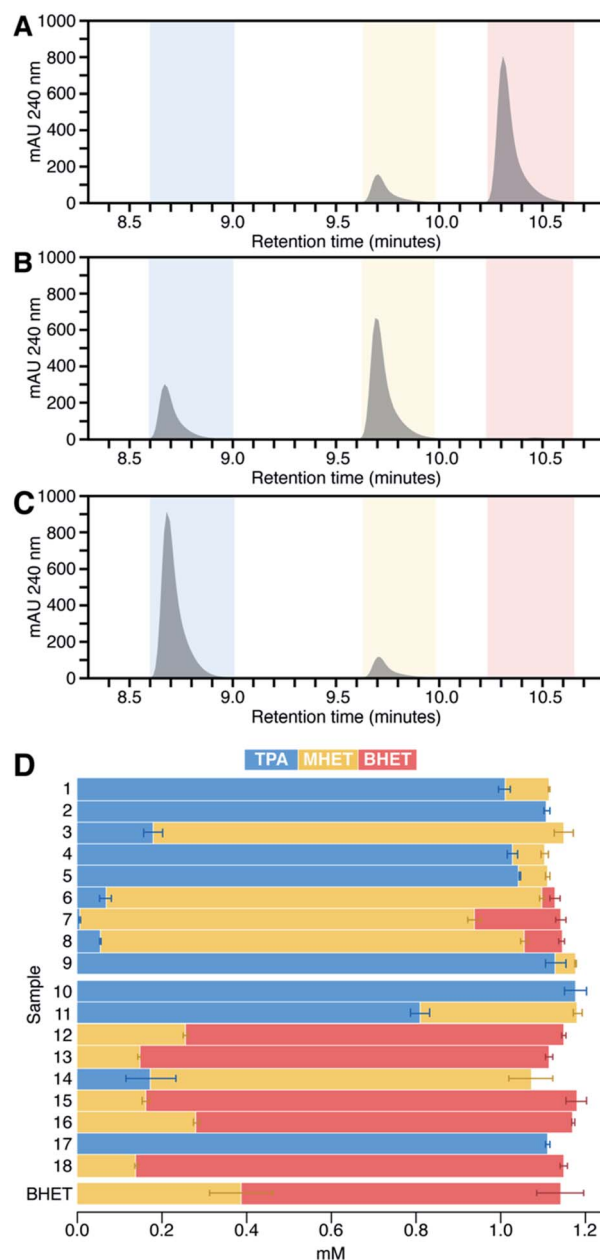 A
1000
800
600
400
200
0
mAU 240 nm
8.5 9.0 9.5 10.0 10.5
Retention time (minutes)
B
1000
800
600
400
200
0
mAU 240 nm
8.5 9.0 9.5 10.0 10.5
Retention time (minutes)
C
1000
800
600
400
200
0
mAU 240 nm
8.5 9.0 9.5 10.0 10.5
Retention time (minutes)
D
TPA MHET BHET
Sample
1
2
3
4
5
6
7
8
9
10
11
12
13
14
15
16
17
18
BHET
0.0 0.2 0.4 0.6 0.8 1.0 1.2
mM